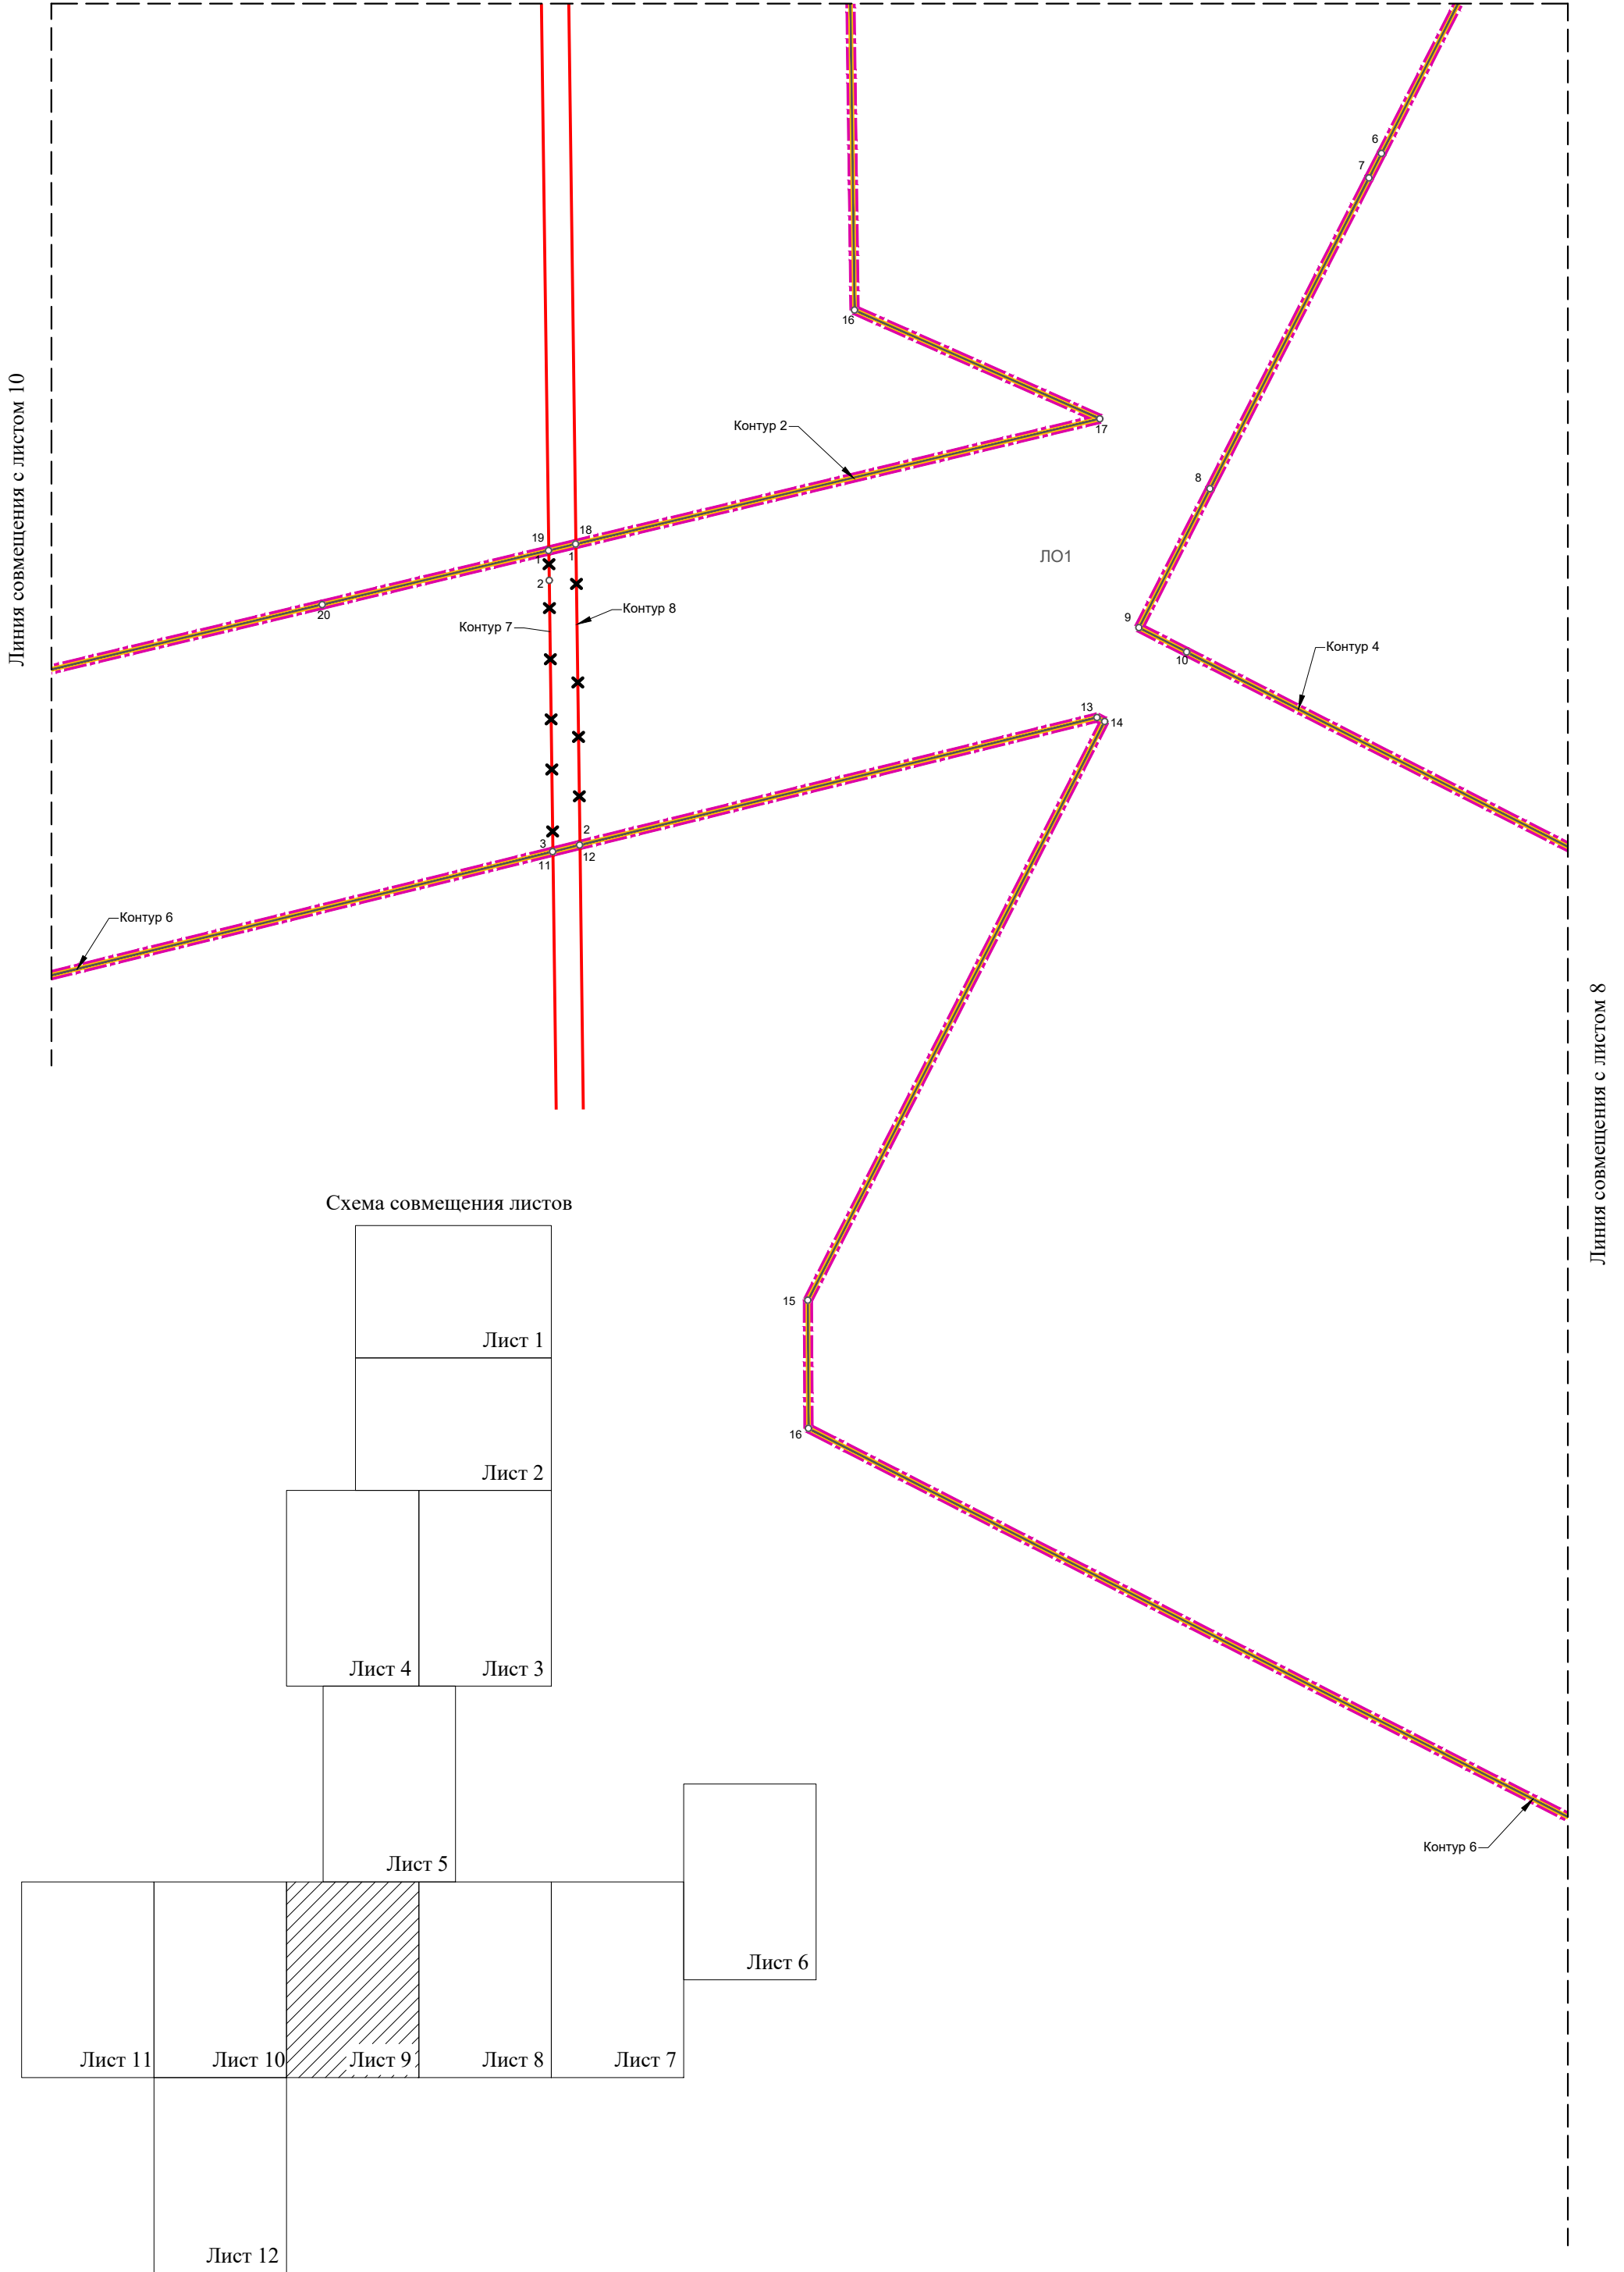 6
7
16
Линия совмещения с листом 10
17
Контур 2
8
18
19
1
1
ЛО1
2
20
Контур 8
Контур 7
9
Контур 4
10
13
14
2
3
12
11
Контур 6
Линия совмещения с листом 8
Схема совмещения листов
15
Лист 1
16
Лист 2
Лист 4
Лист 3
Контур 6
Лист 5
Лист 6
Лист 11
Лист 10
Лист 9
Лист 8
Лист 7
Лист 12